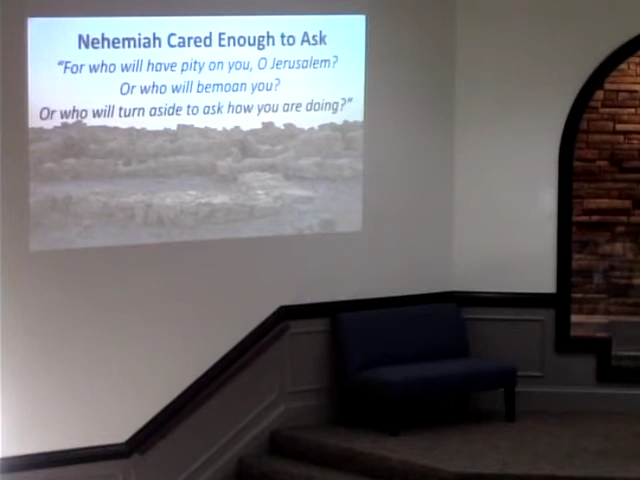 Nehemiah Cared Enough to Ask
“For who will have pity on you, O Jerusalem?
Or who will bemoan you?
Or who will turn aside to ask how you are doing?”